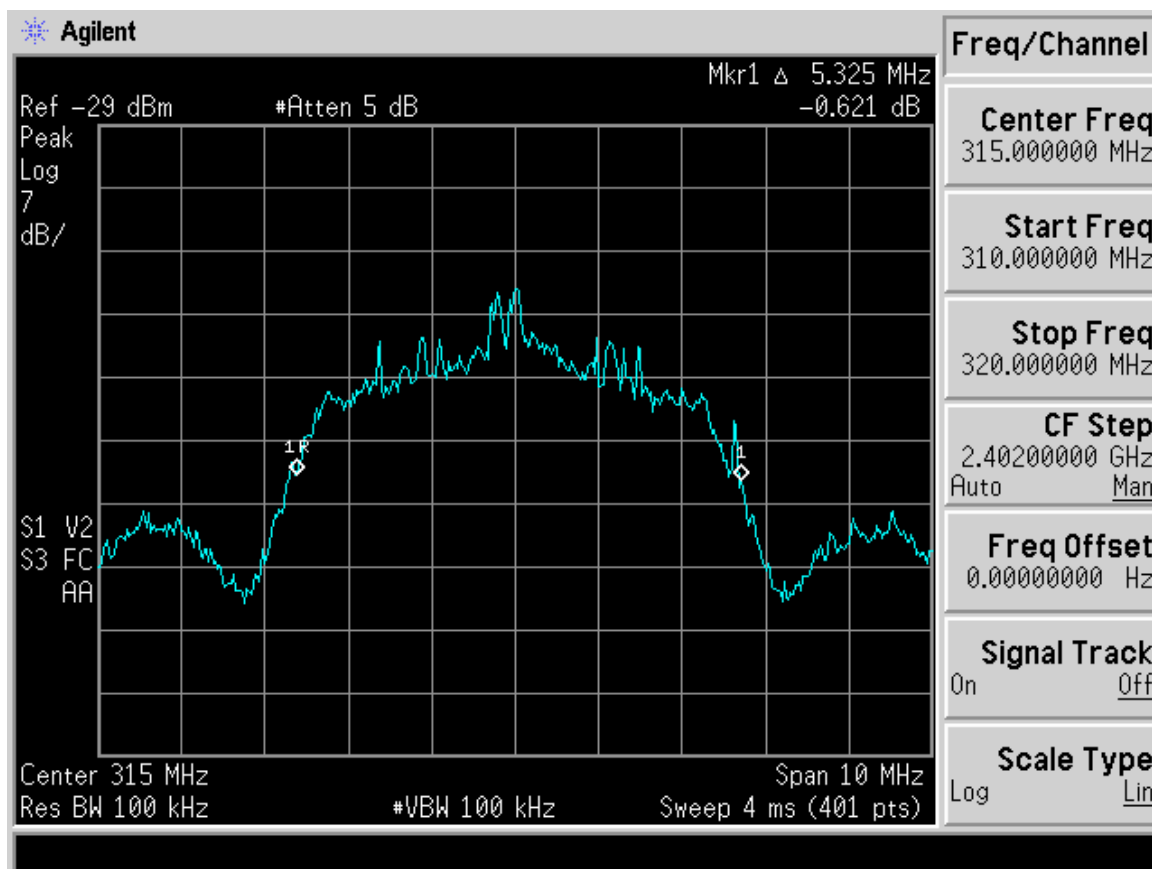 Agilent
Mkr1 Δ 5.325 MHz
Ref -29 dBm #Atten 5 dB -0.621 dB
Peak
Log
7
dB/
1R
1
S1 V2
S3 FC
AA
Center 315 MHz Span 10 MHz
Res BW 100 kHz #VBW 100 kHz Sweep 4 ms (401 pts)
Freq/Channel
Center Freq
315.000000 MHz
Start Freq
310.000000 MHz
Stop Freq
320.000000 MHz
CF Step
2.40200000 GHz
Auto Man
Freq Offset
0.00000000 Hz
Signal Track
On Off
Scale Type
Log Lin